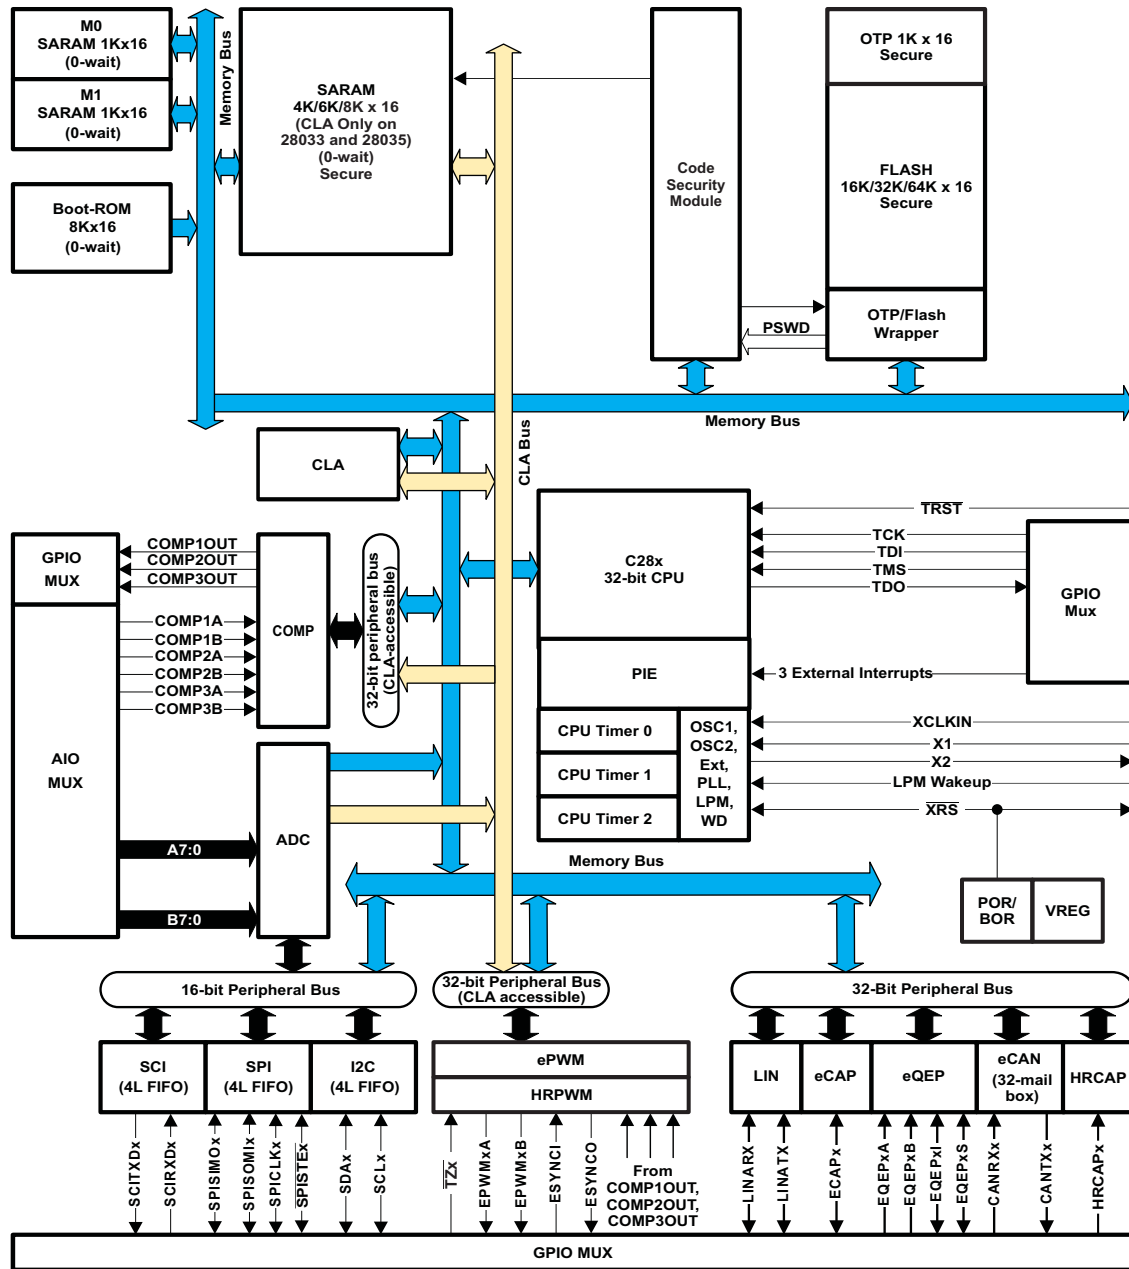 M0
SARAM 1Kx16
(0-wait)
M1
SARAM 1Kx16
(0-wait)
Boot-ROM
8Kx16
(0-wait)
Memory Bus
SARAM
4K/6K/8K x 16
(CLA Only on
28033 and 28035)
(0-wait)
Secure
Code
Security
Module
OTP 1K x 16
Secure
FLASH
16K/32K/64K x 16
Secure
OTP/Flash
Wrapper
PSWD
Memory Bus
CLA Bus
CLA
GPIO
MUX
COMP1OUT
COMP2OUT
COMP3OUT
COMP1A
COMP1B
COMP2A
COMP2B
COMP3A
COMP3B
COMP
32-bit peripheral bus
(CLA-accessible)
AIO
MUX
A7:0
B7:0
ADC
C28x
32-bit CPU
PIE
CPU Timer 0
CPU Timer 1
CPU Timer 2
OSC1,
OSC2,
Ext,
PLL,
LPM,
WD
TRST
TCK
TDI
TMS
TDO
GPIO
Mux
3 External Interrupts
XCLKIN
X1
X2
LPM Wakeup
XRS
POR/
BOR
VREG
Memory Bus
16-bit Peripheral Bus
32-bit Peripheral Bus
(CLA accessible)
32-Bit Peripheral Bus
SCI
(4L FIFO)
SPI
(4L FIFO)
I2C
(4L FIFO)
ePWM
HRPWM
LIN
eCAP
eQEP
eCAN
(32-mail
box)
HRCAP
SCITXDx
SCIRXDx
SPISIMOx
SPISOMIx
SPICLKx
SPISTEx
SDAx
SCLx
TZx
EPWMxA
EPWMxB
ESYNCI
ESYNCO
From
COMP1OUT,
COMP2OUT,
COMP3OUT
LINARX
LINATX
ECAPx
EQEPxA
EQEPxB
EQEPxI
EQEPxS
CANRXx
CANTXx
HRCAPx
GPIO MUX